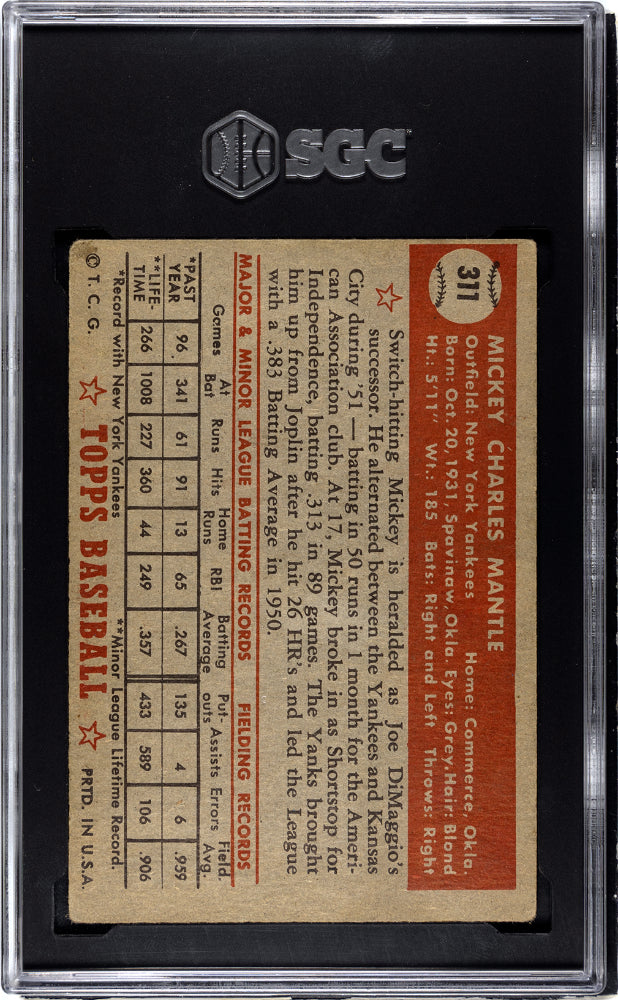 SGC
311
MICKEY CHARLES MANTLE
Outfield: New York Yankees Home: Commerce, Okla.
Born: Oct. 20, 1931, Spavinaw, Okla. Eyes: Grey. Hair: Blond
Ht.: 5'11" Wt.: 185 Bats: Right and Left Throws: Right
Switch-hitting Mickey is heralded as Joe DiMaggio's
successor. He alternated between the Yankees and Kansas
City during '51 — batting in 50 runs in 1 month for the Ameri-
can Association club. At 17, Mickey broke in as Shortstop for
Independence, batting .313 in 89 games. The Yanks brought
him up from Joplin after he hit 26 HR's and led the League
with a .383 Batting Average in 1950.
MAJOR & MINOR LEAGUE BATTING RECORDS FIELDING RECORDS
Games At Bat Runs Hits Home Runs RBI Batting Average Put-outs Assists Errors Field. Avg.
*PAST YEAR 96 341 61 91 13 65 .267 135 4 6 .959
**LIFE-TIME 266 1008 227 360 44 249 .357 433 589 106 .906
*Record with New York Yankees **Minor League Lifetime Record.
© T. C. G. TOPPS BASEBALL PRTD. IN U.S.A.